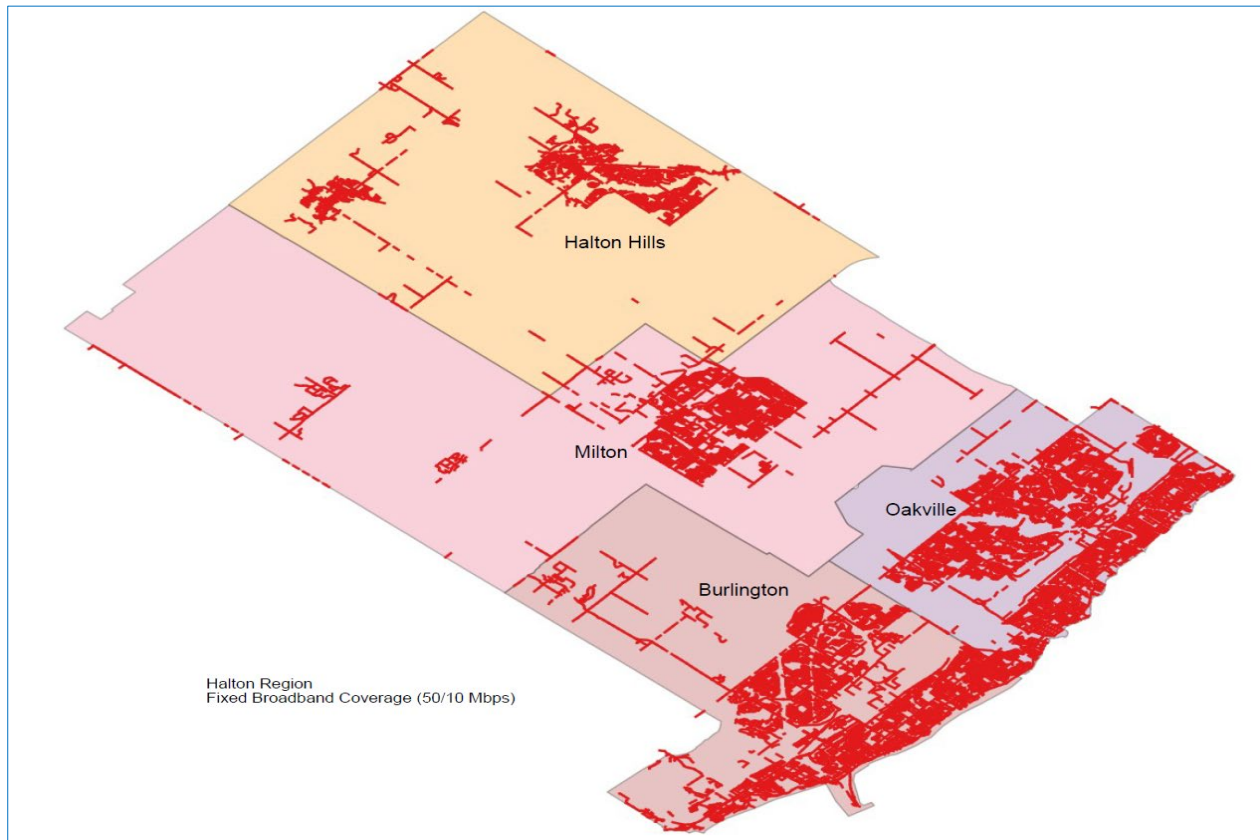 Halton Hills
Milton
Oakville
Burlington
Halton Region
Fixed Broadband Coverage (50/10 Mbps)